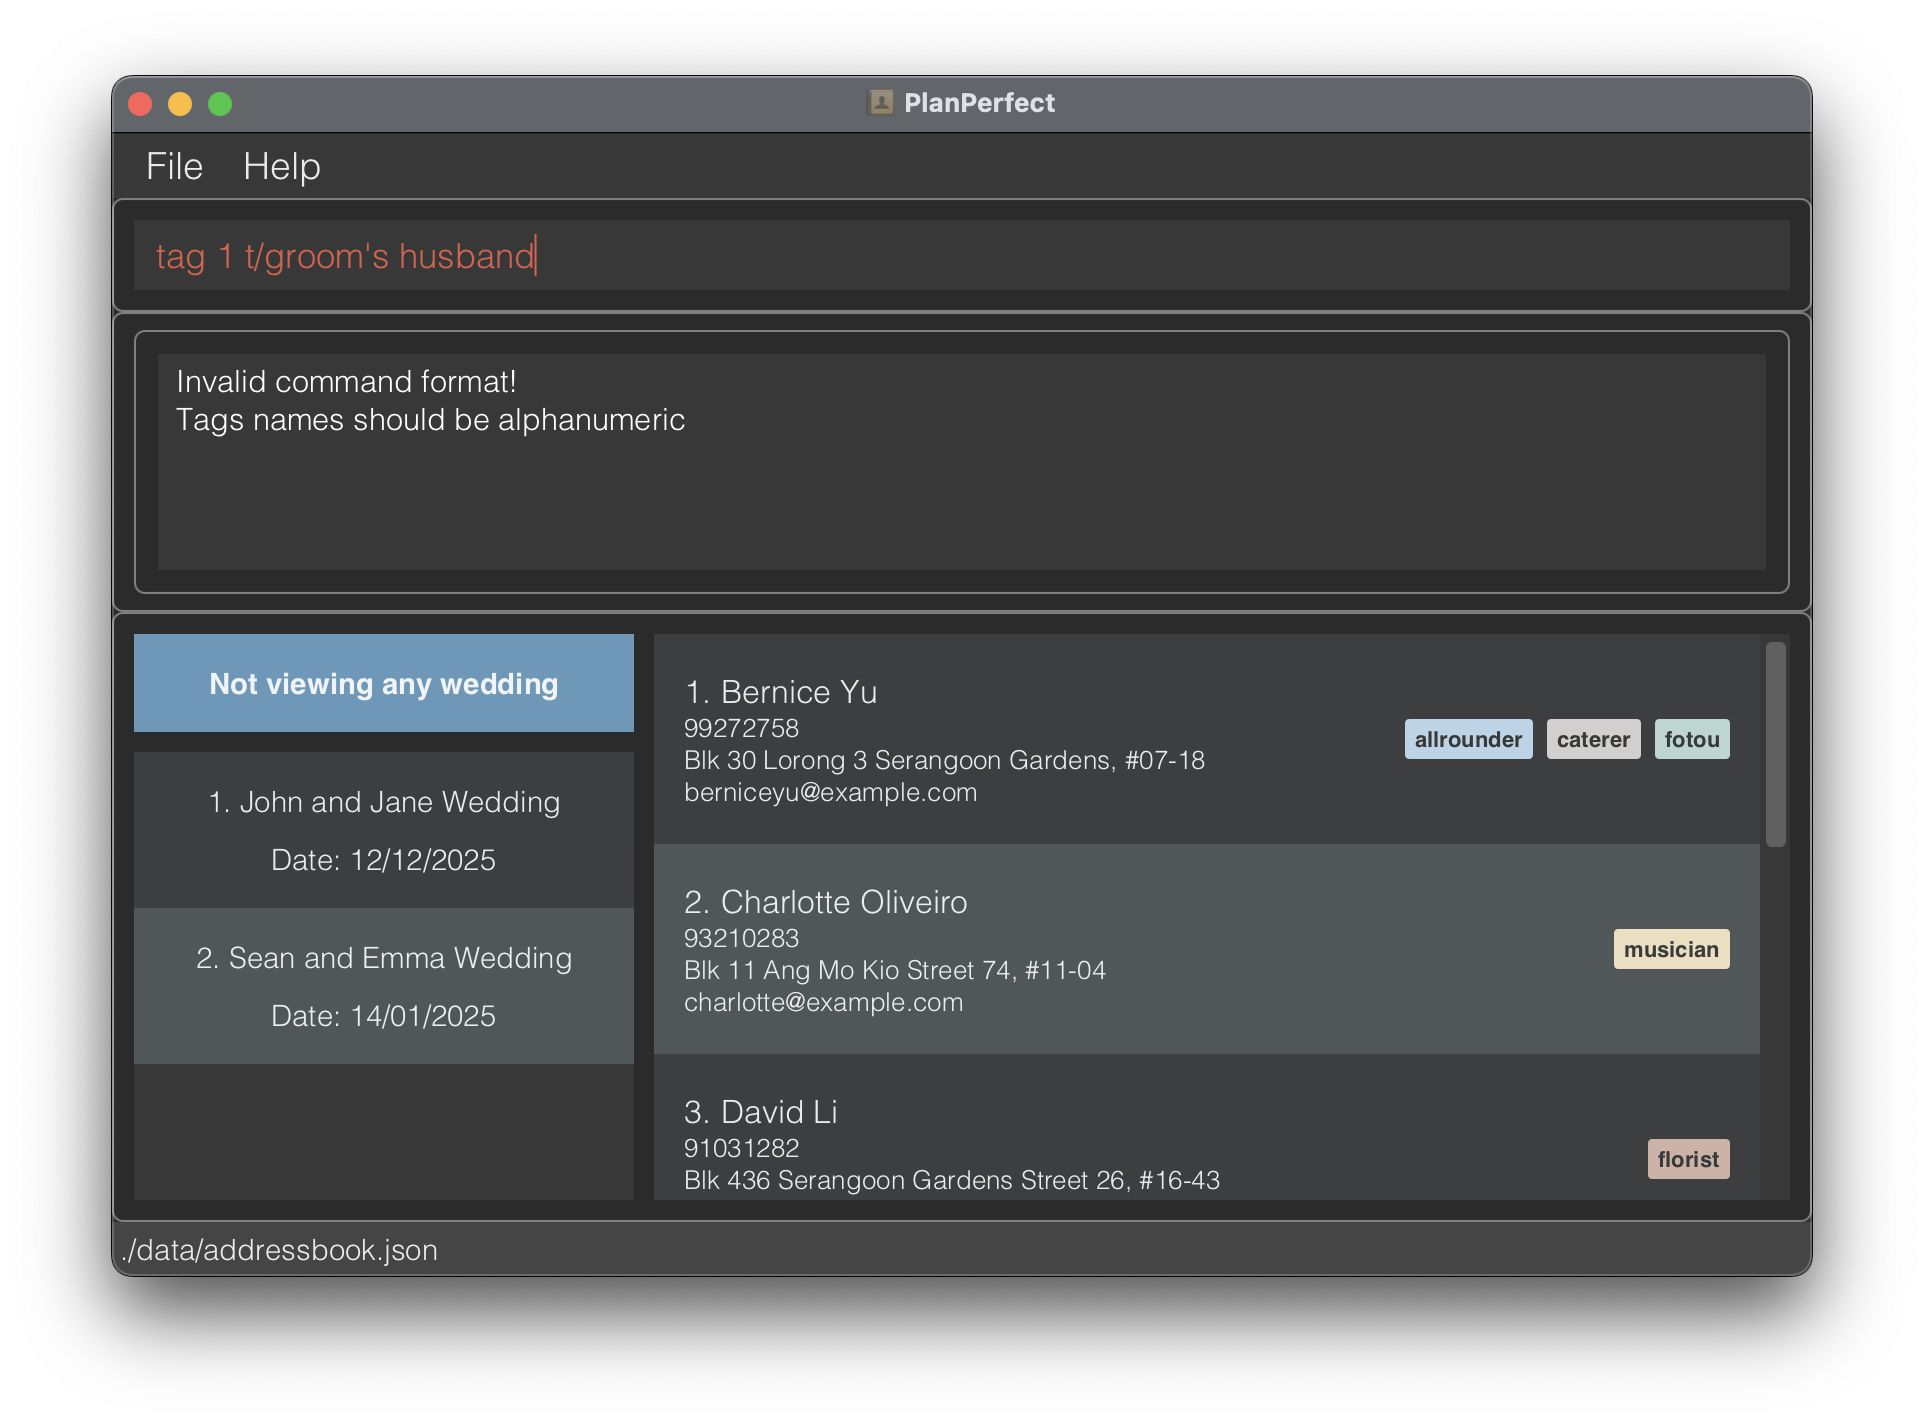 PlanPerfect
File Help
tag 1 t/groom's husband
Invalid command format!
Tags names should be alphanumeric
Not viewing any wedding
1. John and Jane Wedding
Date: 12/12/2025
2. Sean and Emma Wedding
Date: 14/01/2025
1. Bernice Yu
99272758
Blk 30 Lorong 3 Serangoon Gardens, #07-18
berniceyu@example.com
allrounder caterer fotou
2. Charlotte Oliveiro
93210283
Blk 11 Ang Mo Kio Street 74, #11-04
charlotte@example.com
musician
3. David Li
91031282
Blk 436 Serangoon Gardens Street 26, #16-43
florist
./data/addressbook.json